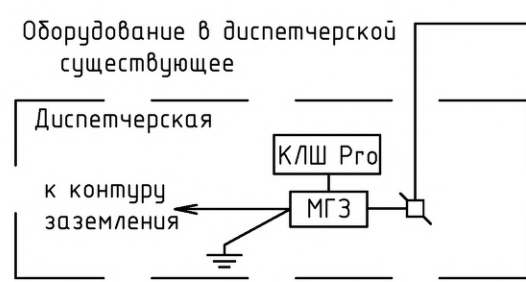 Оборудование в диспетчерской
существующее
Диспетчерская
КЛШ Pro
к контуру
заземления
МГЗ